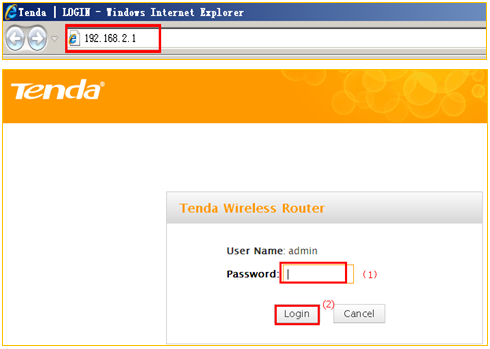 Tenda | LOGIN - Windows Internet Explorer
192.168.2.1
Tenda®
Tenda Wireless Router
User Name: admin
Password: (1)
(2)
Login Cancel